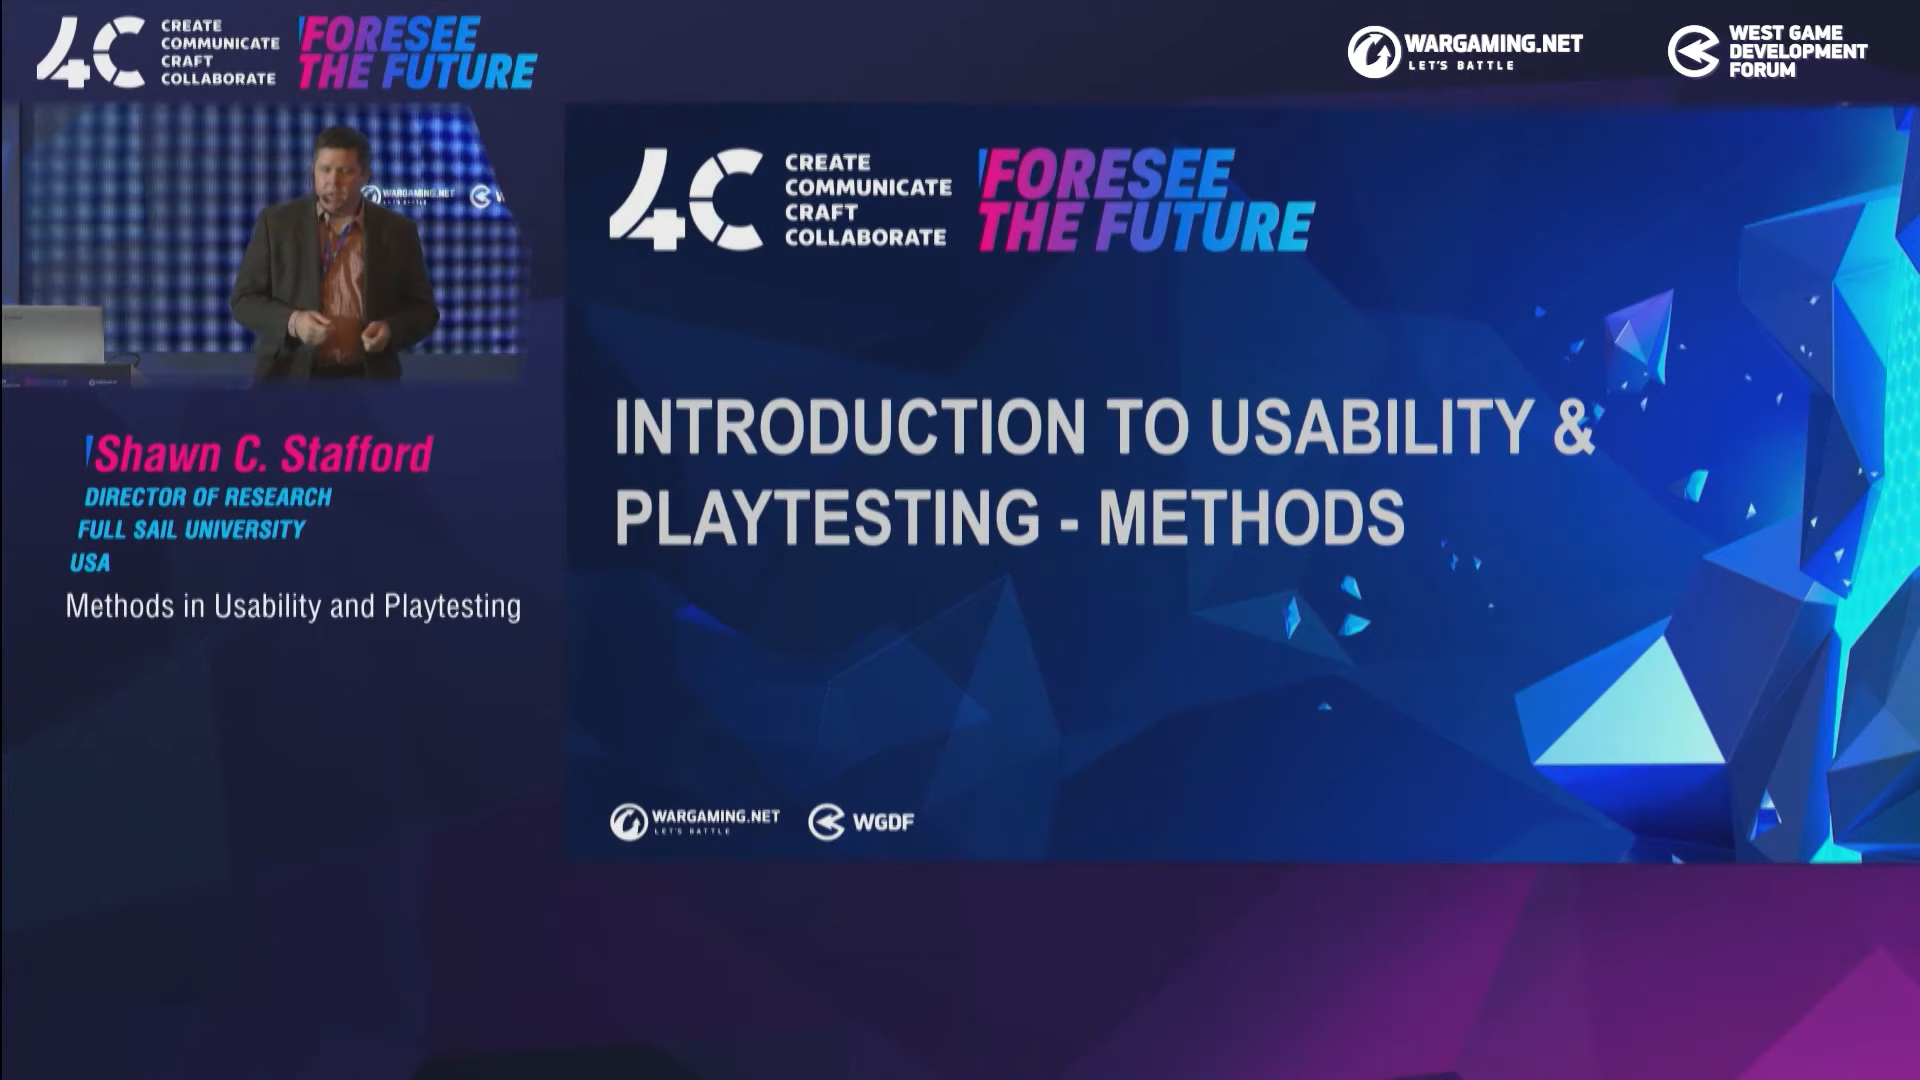 4C
CREATE
COMMUNICATE
CRAFT
COLLABORATE
FORESEE
THE FUTURE
WARGAMING.NET
LET'S BATTLE
WEST GAME
DEVELOPMENT
FORUM
WARGAMING.NET
Shawn C. Stafford
DIRECTOR OF RESEARCH
FULL SAIL UNIVERSITY
USA
Methods in Usability and Playtesting
4C
CREATE
COMMUNICATE
CRAFT
COLLABORATE
FORESEE
THE FUTURE
INTRODUCTION TO USABILITY &
PLAYTESTING - METHODS
WARGAMING.NET
LET'S BATTLE
WGDF